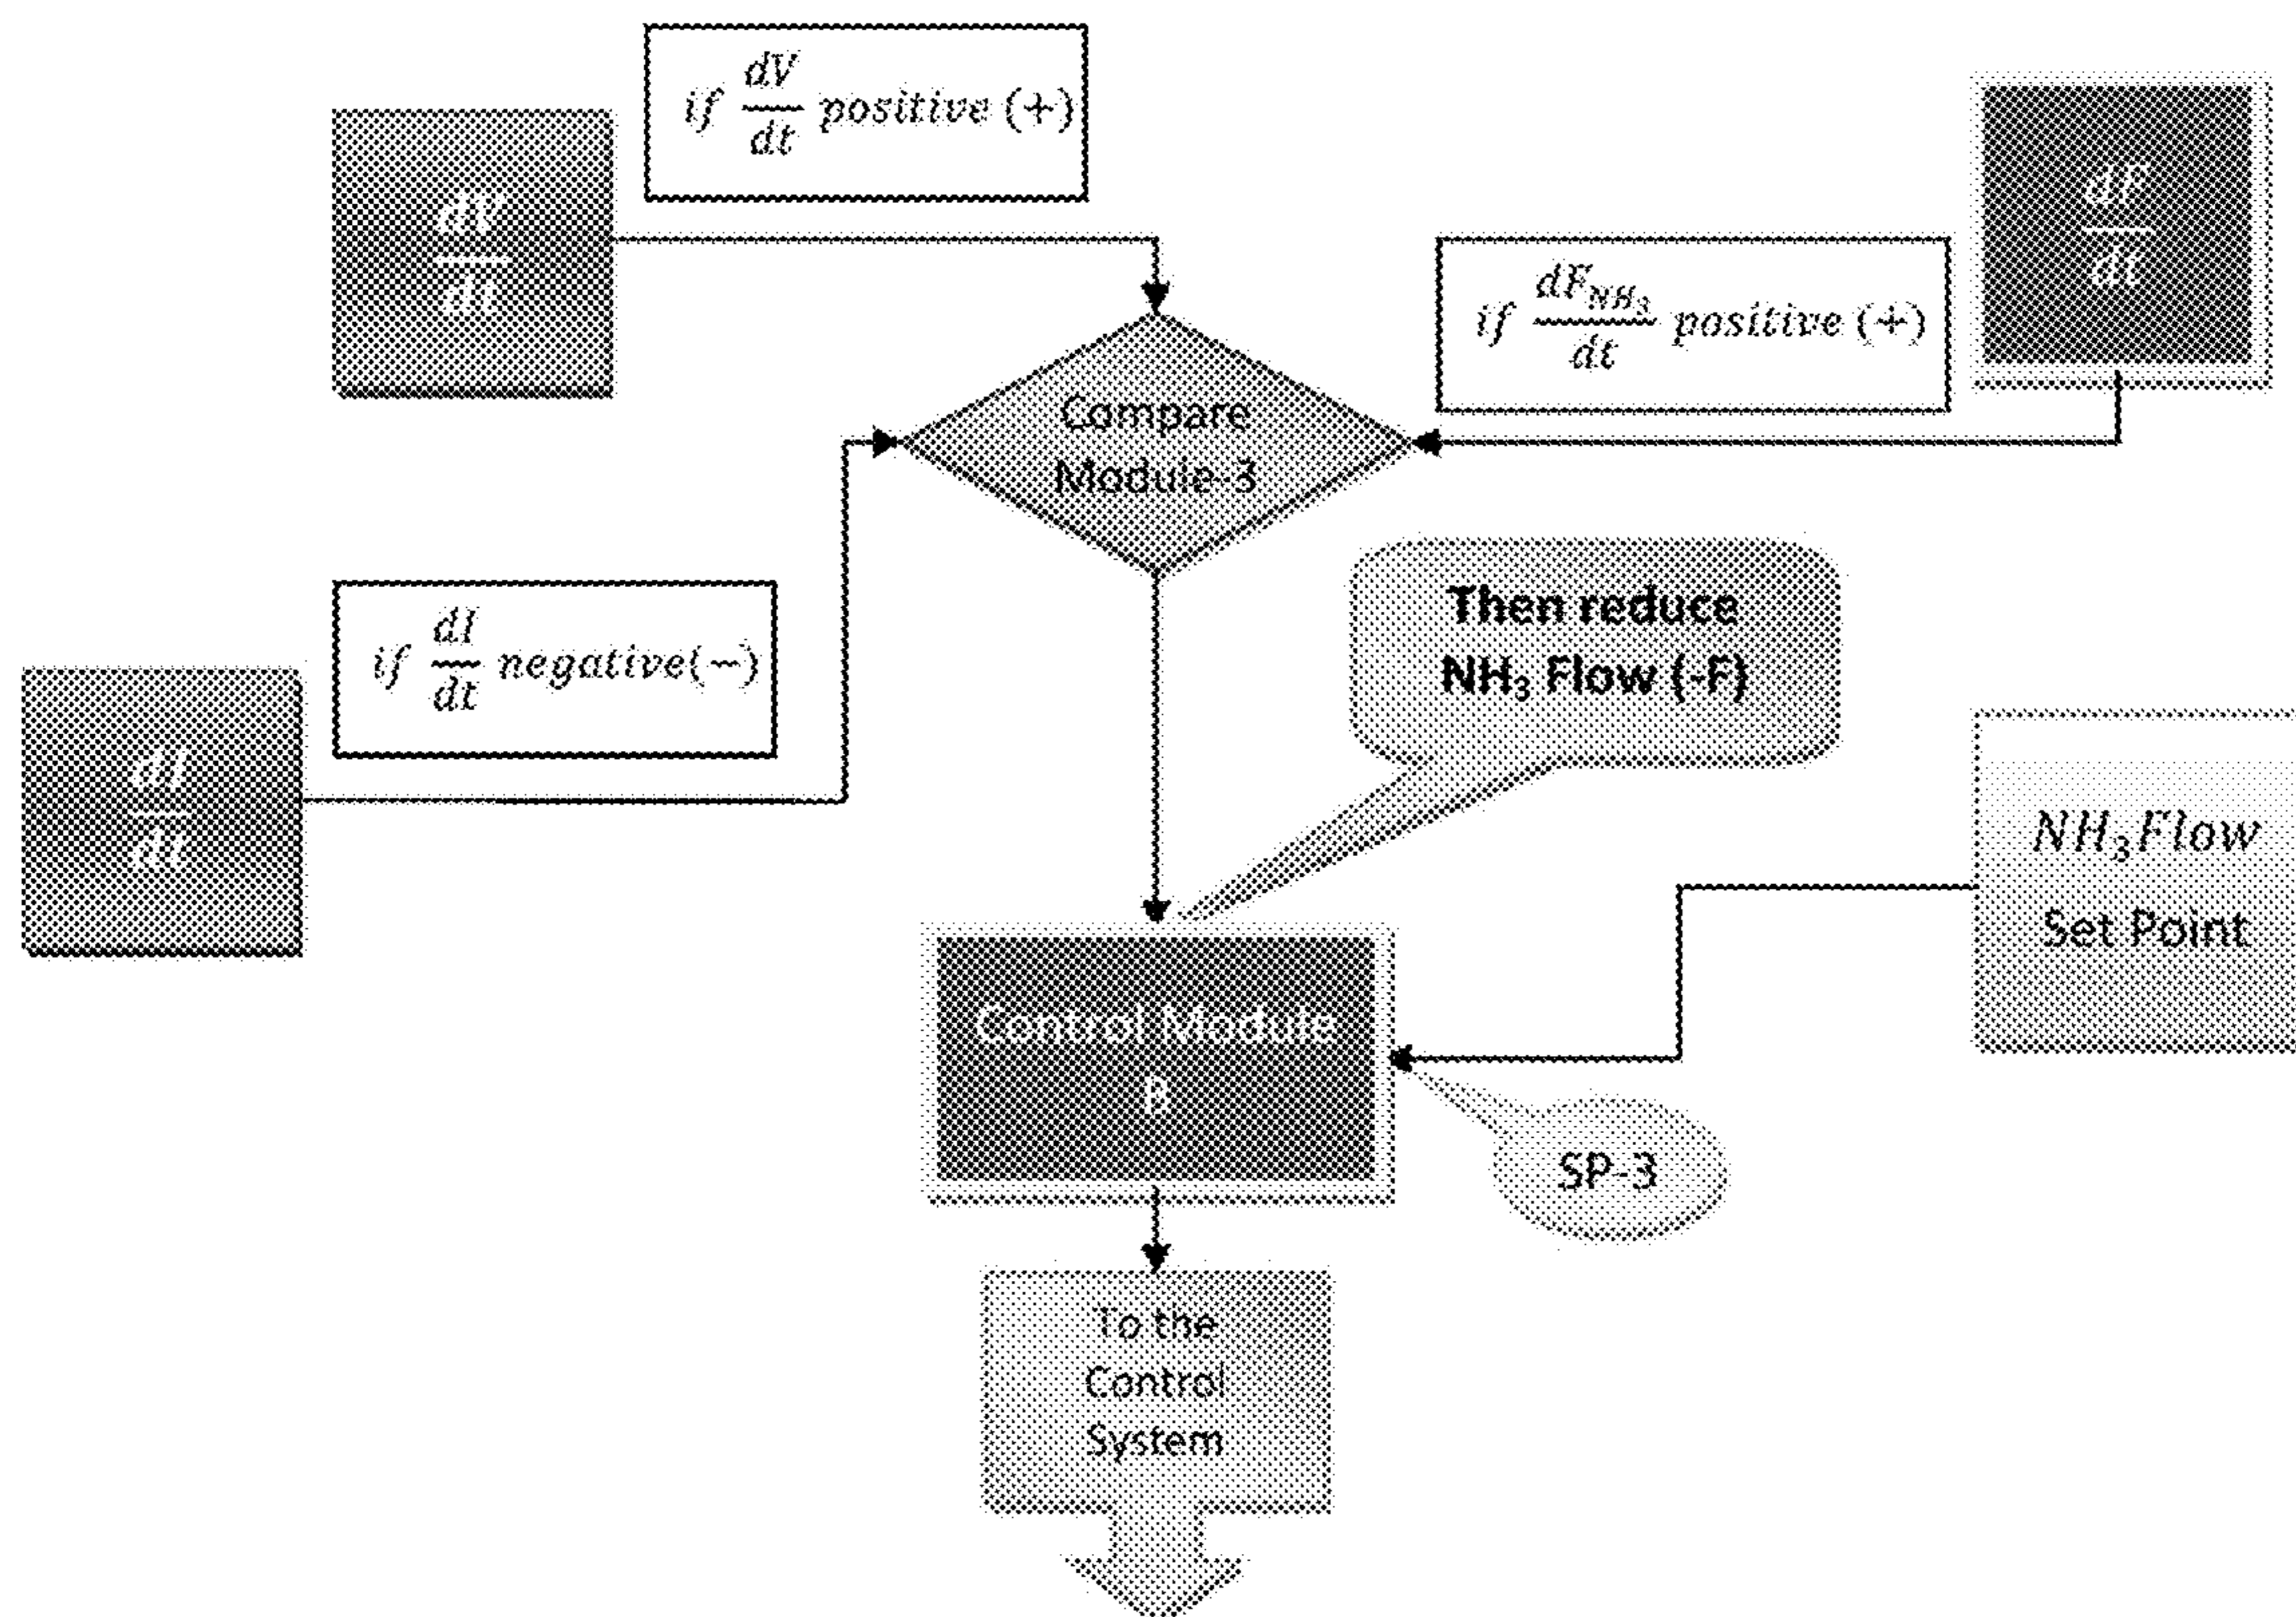 if dV/dt positive (+)
dV/dt
dF/dt
if dF_NH₃/dt positive (+)
Compare
Module-3
Then reduce
NH₃ Flow (-F)
if dI/dt negative(−)
dI/dt
NH₃Flow
Set Point
Control Module
β
SP-3
To the
Control
System